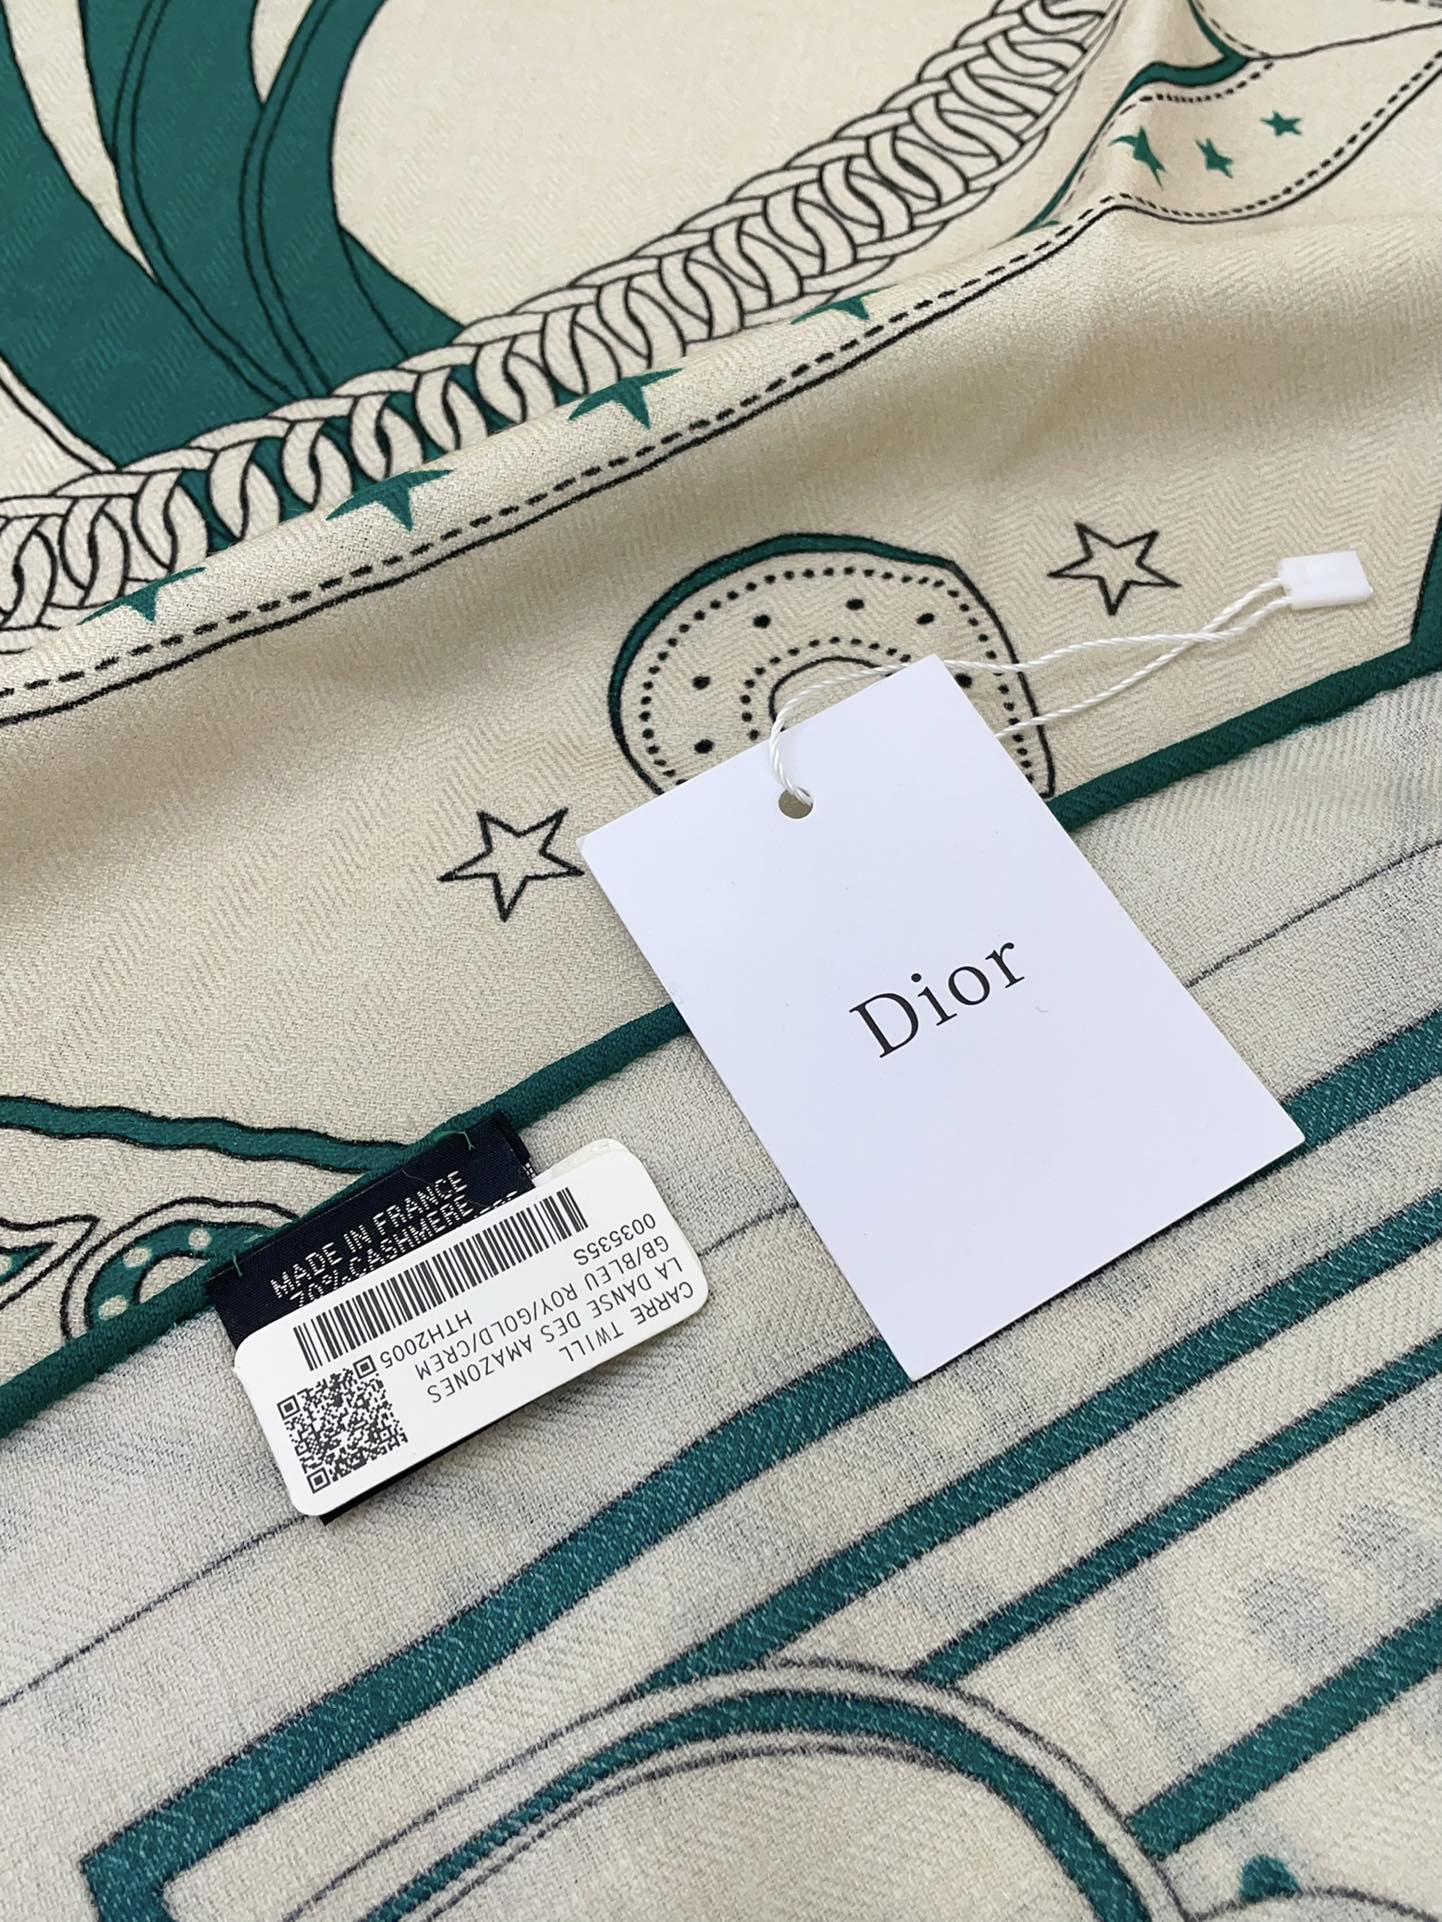 Dior
MADE IN FRANCE
70%CASHMERE
CARRE TWILL
LA DANSE DES AMAZONES
GB/BLEU ROY/GOLD/CREM
003535S
HTH2005